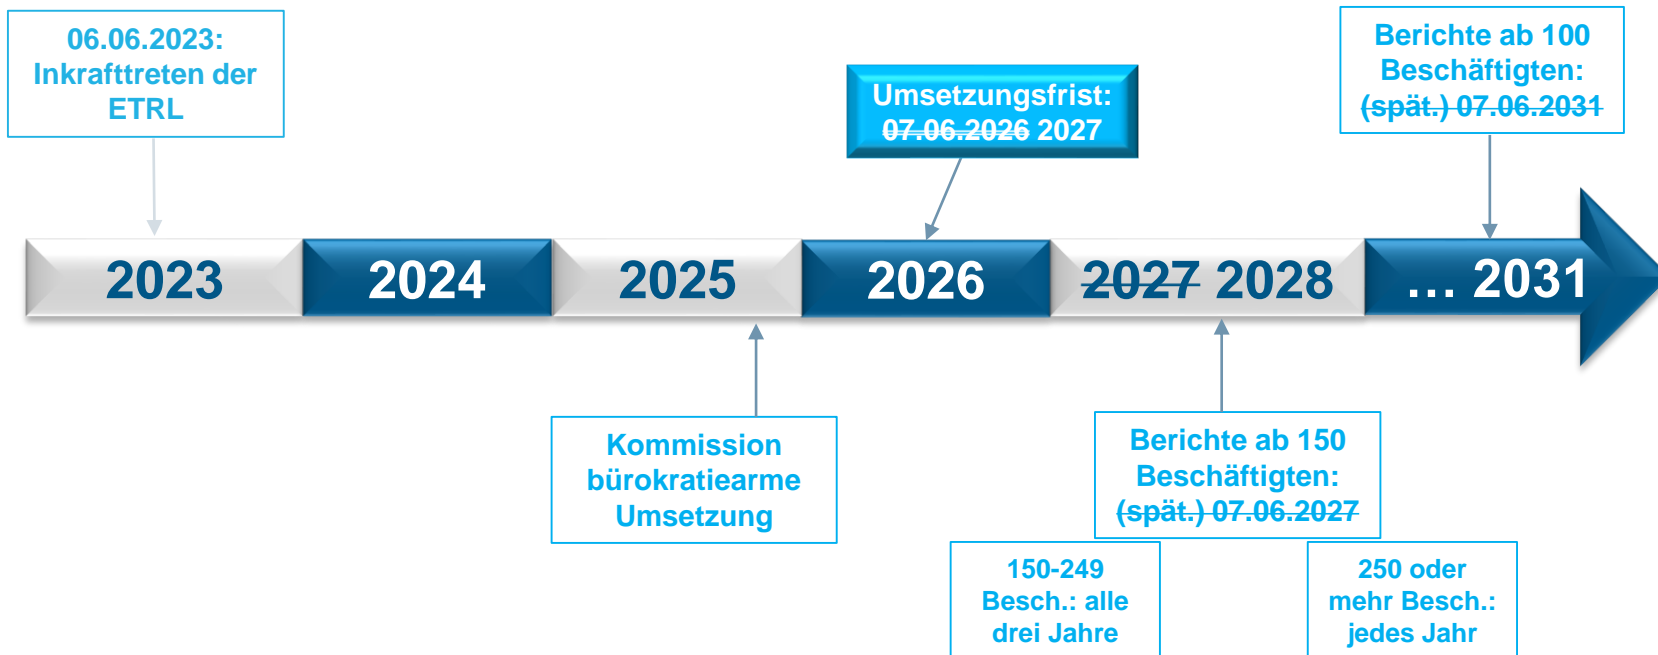 06.06.2023:
Inkrafttreten der
ETRL
Umsetzungsfrist:
07.06.2026 2027
Berichte ab 100
Beschäftigten:
(spät.) 07.06.2031
2023
2024
2025
2026
2027 2028
... 2031
Kommission
bürokratiearme
Umsetzung
Berichte ab 150
Beschäftigten:
(spät.) 07.06.2027
150-249
Besch.: alle
drei Jahre
250 oder
mehr Besch.:
jedes Jahr